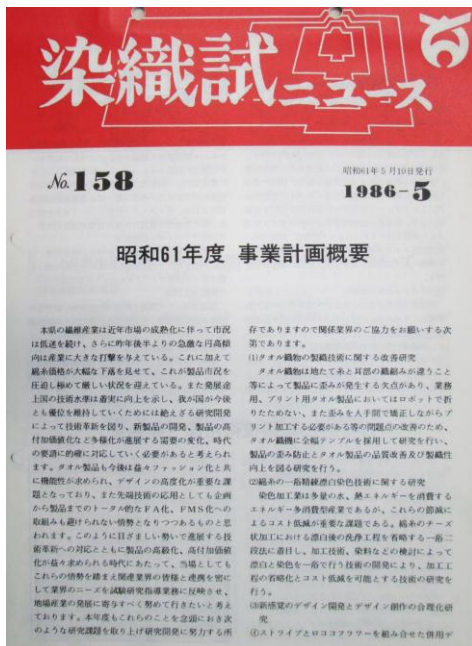 染織試ニュース
No.158
昭和61年5月10日発行
1986-5
昭和61年度 事業計画概要
本県の繊維産業は近年市場の成熟化に伴って市況
は低迷を続け、さらに昨年後半よりの急激な円高傾
向は産業に大きな打撃を与えている。これに加えて
綿糸価格が大幅な下落を見せて、これが製品市況を
圧迫し極めて厳しい状況を迎えている。また発展途
上国の技術水準は着実に向上を示し、我が国が今後
とも優位を維持していくためには絶えざる研究開発
によって技術革新を図り、新製品の開発、製品の高
付加価値化など多様化が進展する需要の変化、時代
の要請に的確に対応していく必要があると考えられ
ます。タオル製品も今後は益々ファッション化と共
に機能性が求められ、デザインの高度化が重要な課
題となっており、また先端技術の応用としても企画
から製品までのトータル的なFA化、FMS化への
取組みも避けられない情勢となりつつあるものと思
われます。このように目ざましい勢いで進展する技
術革新への対応とともに製品の高級化、高付加価値
化が益々求められる時代にあたって、当場としても
これらの情勢を踏まえ関連業界の皆様と連携を密に
して業界のニーズを試験研究指導業務に反映させ、
地場産業の発展に寄与すべく努めて行きたいと考え
ております。本年度もこれらのことを念頭におき次
のような研究課題を取り上げ研究開発に努力する所
存でありますので関係業界のご協力をお願いする次
第であります。
(1)タオル織物の製織技術に関する改善研究
タオル織物は地たて糸と耳部の織縮みが違うこと
等によって製品に歪みが発生する欠点があり、業務
用、プリント用タオル製品においてはロボットで折
りたためない、また歪みを人手間で矯正しながらプ
リント加工する必要がある等の問題点の改善のため、
タオル織機に全幅テンプルを採用して研究を行い、
製品の歪み防止とタオル製品の品質改善及び製織性
向上を図る研究を行う。
(2)綿糸の一浴精練漂白染色技術に関する研究
染色加工業は多量の水、熱エネルギーを消費する
エネルギー多消費型産業であるが、これらの節減に
よるコスト低減が重要な課題である。綿糸のチーズ
状加工における漂白後の洗浄工程を省略する一浴二
段法に着目し、加工技術、染料などの検討によって
漂白と染色を一浴で行う技術の開発により、加工工
程の省略化とコスト低減を可能とする技術の研究を
行う。
(3)新感覚のデザイン開発とデザイン創作の合理化研
究
④ストライプとロココフラワーを組み合せた併用デ